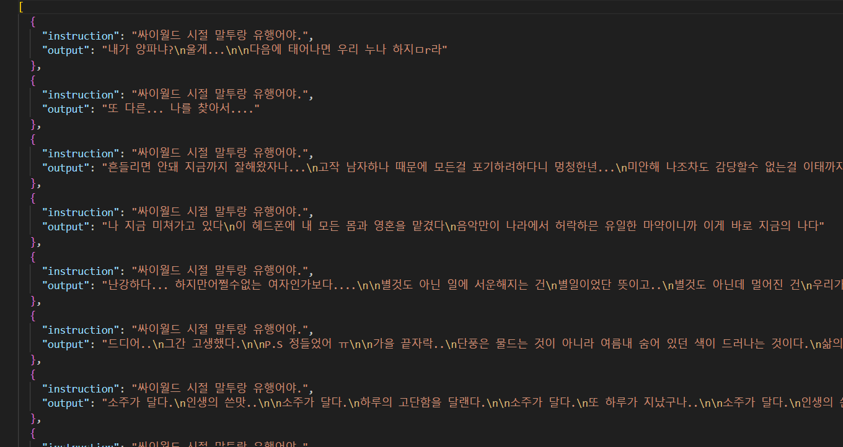 [
{
"instruction": "싸이월드 시절 말투랑 유행어야.",
"output": "내가 앙파냐?\n울게...\n\n다음에 태어나면 우리 누나 하지ㅁr라"
},
{
"instruction": "싸이월드 시절 말투랑 유행어야.",
"output": "또 다른... 나를 찾아서...."
},
{
"instruction": "싸이월드 시절 말투랑 유행어야.",
"output": "흔들리면 안돼 지금까지 잘해왔자나...\n고작 남자하나 때문에 모든걸 포기하려하다니 멍청한년...\n미안해 나조차도 감당할수 없는걸 이태까지
},
{
"instruction": "싸이월드 시절 말투랑 유행어야.",
"output": "나 지금 미쳐가고 있다\n이 헤드폰에 내 모든 몸과 영혼을 맡겼다\n음악만이 나라에서 허락하는 유일한 마약이니까 이게 바로 지금의 나다"
},
{
"instruction": "싸이월드 시절 말투랑 유행어야.",
"output": "난강하다... 하지만어쩔수없는 여자인가보다....\n\n별것도 아닌 일에 서운해지는 건\n별일이었단 뜻이고..\n별것도 아닌데 멀어진 건\n우리가
},
{
"instruction": "싸이월드 시절 말투랑 유행어야.",
"output": "드디어..\n그간 고생했다.\n\nP.S 정들었어 ㅠ\n\n가을 끝자락..\n단풍은 물드는 것이 아니라 여름내 숨어 있던 색이 드러나는 것이다.\n삶의
},
{
"instruction": "싸이월드 시절 말투랑 유행어야.",
"output": "소주가 달다.\n인생의 쓴맛..\n\n소주가 달다.\n하루의 고단함을 달랜다.\n\n소주가 달다.\n또 하루가 지났구나..\n\n소주가 달다.\n인생의
},
{
"instruction": "싸이월드 시절 말투랑 유행어야.",